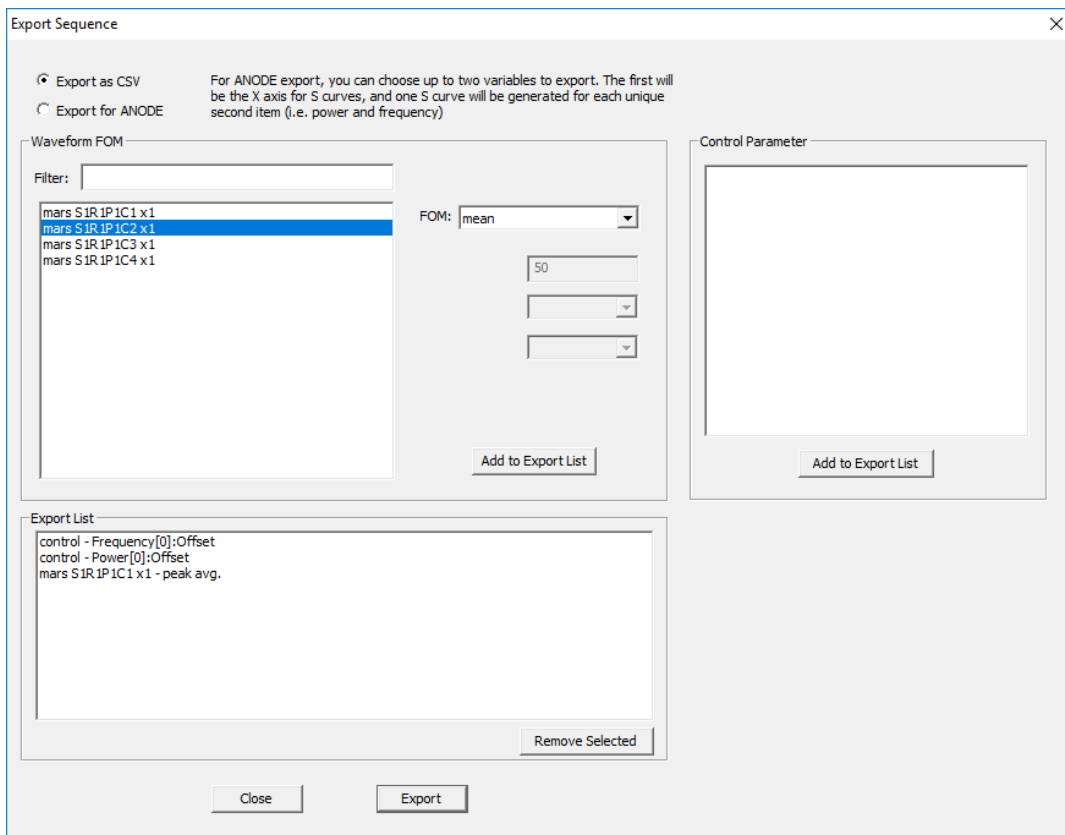 Export Sequence
Export as CSV
Export for ANODE
For ANODE export, you can choose up to two variables to export. The first will
be the X axis for S curves, and one S curve will be generated for each unique
second item (i.e. power and frequency)
Waveform FOM
Filter:
mars S1R1P1C1 x1
mars S1R1P1C2 x1
mars S1R1P1C3 x1
mars S1R1P1C4 x1
FOM: mean
50
Add to Export List
Control Parameter
Add to Export List
Export List
control - Frequency[0]:Offset
control - Power[0]:Offset
mars S1R1P1C1 x1 - peak avg.
Remove Selected
Close
Export